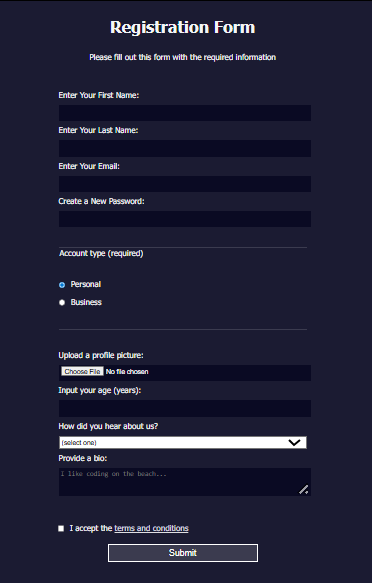 Registration Form
Please fill out this form with the required information
Enter Your First Name:
Enter Your Last Name:
Enter Your Email:
Create a New Password:
Account type (required)
Personal
Business
Upload a profile picture:
Choose File No file chosen
Input your age (years):
How did you hear about us?
(select one)
Provide a bio:
I like coding on the beach...
I accept the terms and conditions
Submit